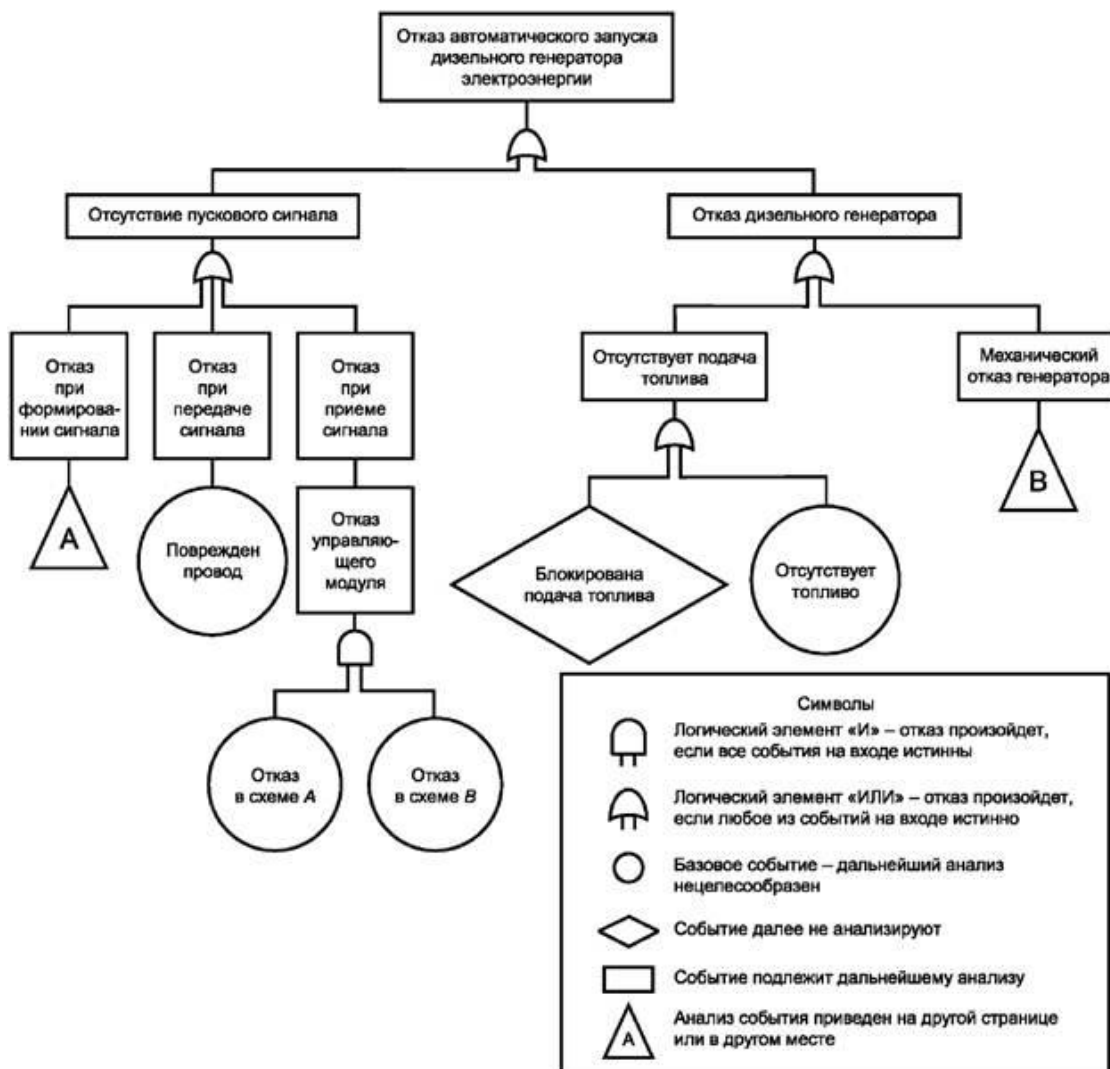 Отказ автоматического запуска
дизельного генератора
электроэнергии
Отсутствие пускового сигнала
Отказ дизельного генератора
Отказ
при
формирова-
нии сигнала
Отказ
при
передаче
сигнала
Отказ
при
приеме
сигнала
Отсутствует подача
топлива
Механический
отказ генератора
A
Поврежден
провод
Отказ
управляю-
щего
модуля
Блокирована
подача топлива
Отсутствует
топливо
B
Отказ
в схеме A
Отказ
в схеме B
Символы
Логический элемент «И» – отказ произойдет,
если все события на входе истинны
Логический элемент «ИЛИ» – отказ произойдет,
если любое из событий на входе истинно
Базовое событие – дальнейший анализ
нецелесообразен
Событие далее не анализируют
Событие подлежит дальнейшему анализу
A
Анализ события приведен на другой странице
или в другом месте